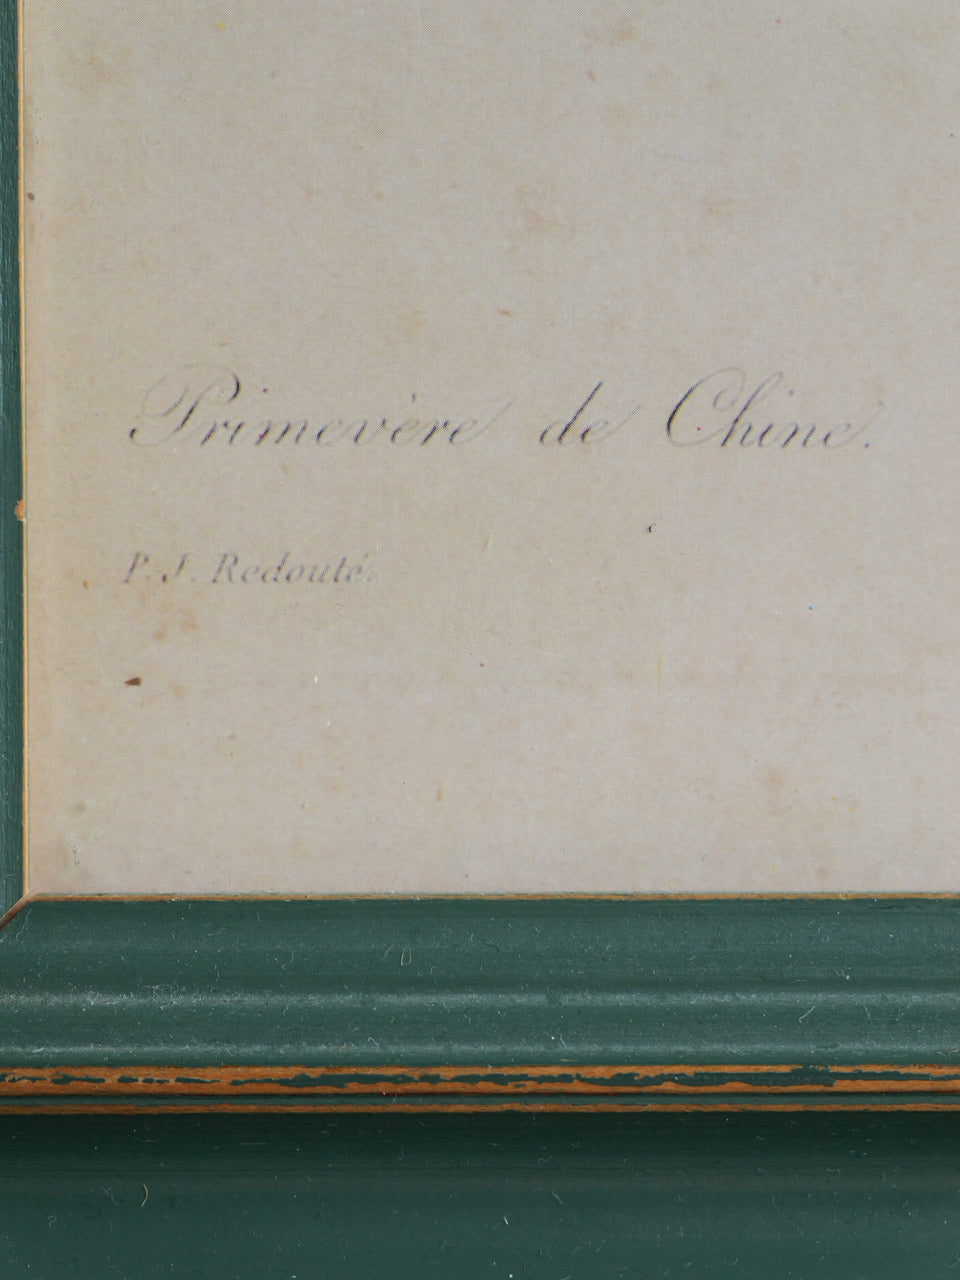 Primevère de Chine.
P. J. Redouté.